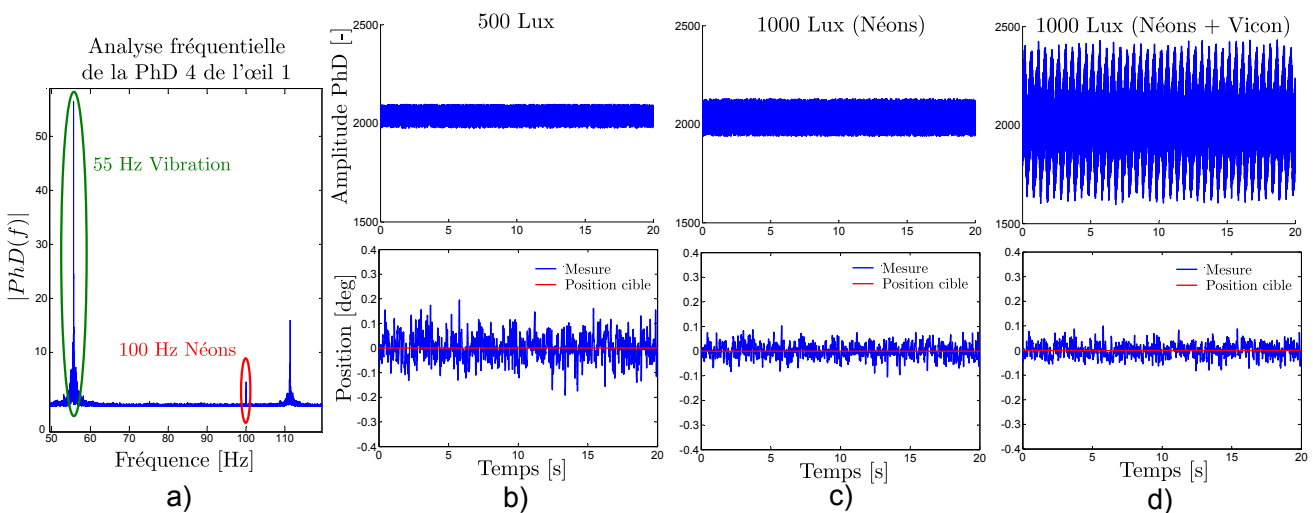 Analyse fréquentielle
de la PhD 4 de l'œil 1
|PhD(f)|
50
40
30
20
10
0
55 Hz Vibration
100 Hz Néons
50 60 70 80 90 100 110
Fréquence [Hz]
a)
500 Lux
Amplitude PhD [-]
2500
2000
2500
0 5 10 15 20
Position [deg]
0.4
0.3
0.2
0.1
0
-0.1
-0.2
-0.3
-0.4
Mesure
Position cible
0 5 10 15 20
Temps [s]
b)
1000 Lux (Néons)
2500
2000
1500
0 5 10 15 20
0.4
0.3
0.2
0.1
0
-0.1
-0.2
-0.3
-0.4
Mesure
Position cible
0 5 10 15 20
Temps [s]
c)
1000 Lux (Néons + Vicon)
2500
2000
1500
0 5 10 15 20
0.4
0.3
0.2
0.1
0
-0.1
-0.2
-0.3
-0.4
Mesure
Position cible
0 5 10 15 20
Temps [s]
d)